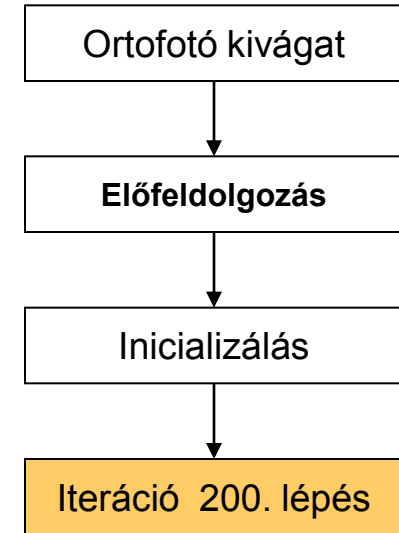 Ortofotó kivágat
Előfeldolgozás
Inicializálás
Iteráció  200. lépés